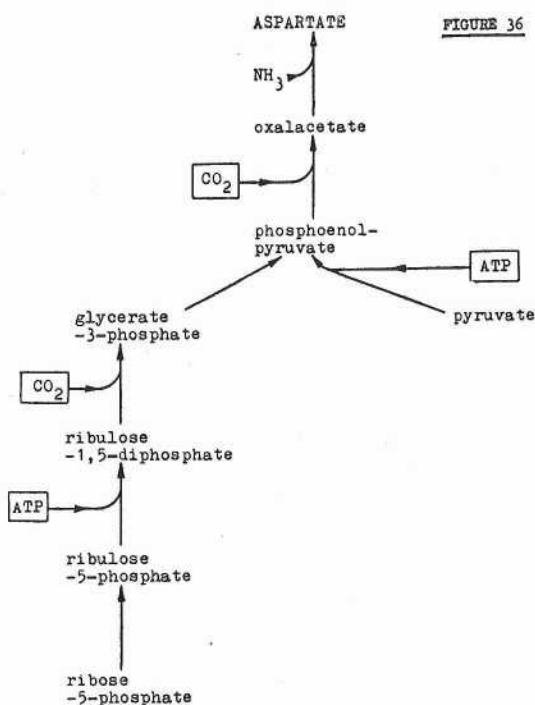 FIGURE 36
ASPARTATE
NH3
oxalacetate
CO2
phosphoenol-
pyruvate
ATP
pyruvate
glycerate
-3-phosphate
CO2
ribulose
-1,5-diphosphate
ATP
ribulose
-5-phosphate
ribose
-5-phosphate